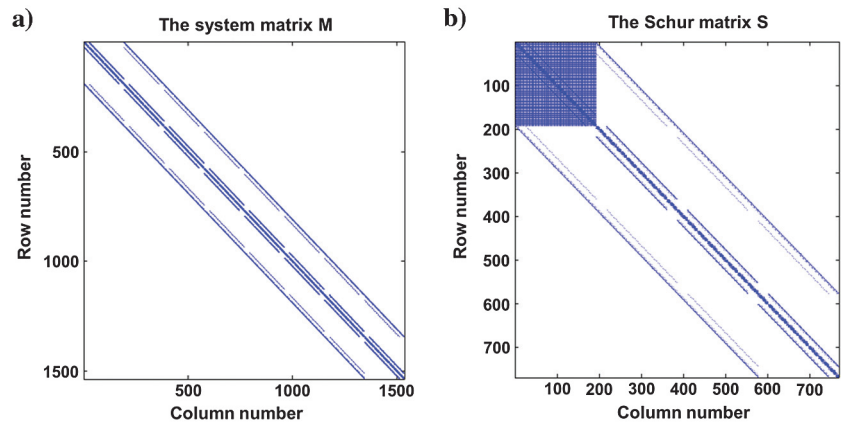 a)
The system matrix M
Row number
500
1000
1500
500
1000
1500
Column number
b)
The Schur matrix S
Row number
100
200
300
400
500
600
700
100 200 300 400 500 600 700
Column number